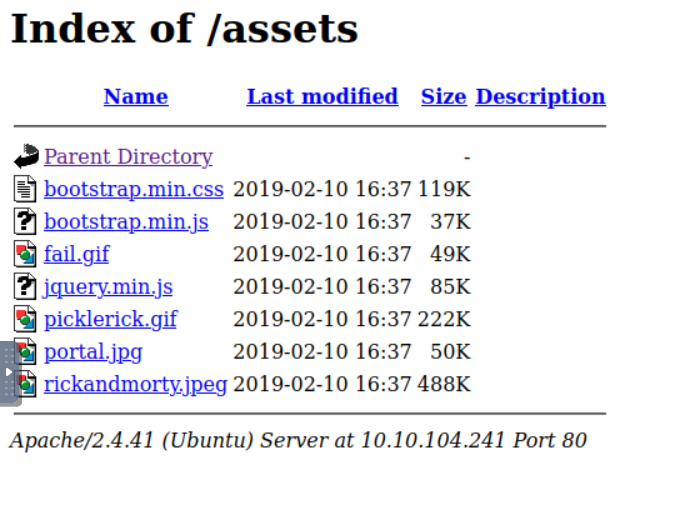 Index of /assets
Name Last modified Size Description
Parent Directory -
bootstrap.min.css 2019-02-10 16:37 119K
bootstrap.min.js 2019-02-10 16:37 37K
fail.gif 2019-02-10 16:37 49K
jquery.min.js 2019-02-10 16:37 85K
picklerick.gif 2019-02-10 16:37 222K
portal.jpg 2019-02-10 16:37 50K
rickandmorty.jpeg 2019-02-10 16:37 488K
Apache/2.4.41 (Ubuntu) Server at 10.10.104.241 Port 80